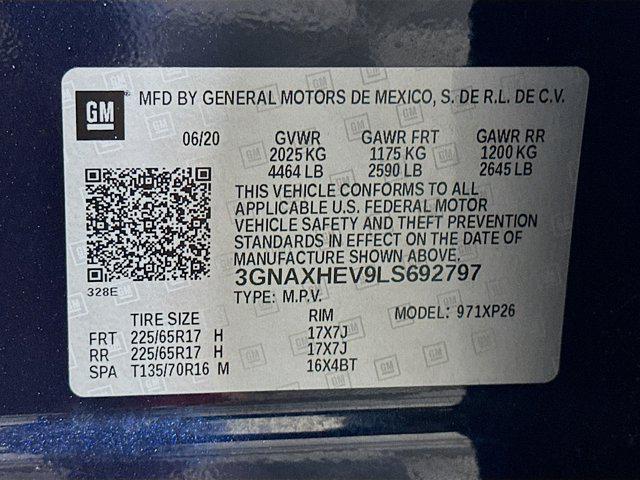 GM MFD BY GENERAL MOTORS DE MEXICO, S. DE R.L. DE C.V.
06/20 GVWR GAWR FRT GAWR RR
2025 KG 1175 KG 1200 KG
4464 LB 2590 LB 2645 LB
THIS VEHICLE CONFORMS TO ALL
APPLICABLE U.S. FEDERAL MOTOR
VEHICLE SAFETY AND THEFT PREVENTION
STANDARDS IN EFFECT ON THE DATE OF
MANUFACTURE SHOWN ABOVE.
328E 3GNAXHEV9LS692797
TYPE: M.P.V.
TIRE SIZE RIM MODEL: 971XP26
FRT 225/65R17 H 17X7J
RR 225/65R17 H 17X7J
SPA T135/70R16 M 16X4BT